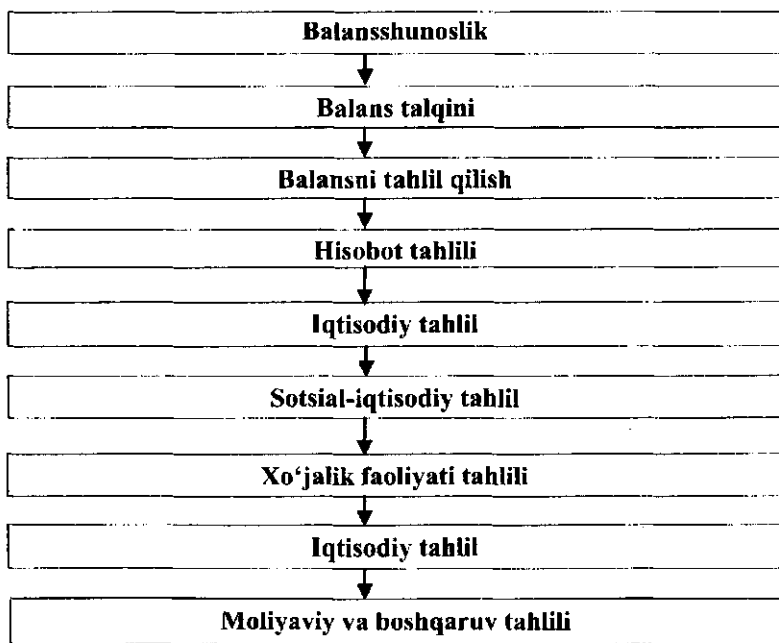 Balansshunoslik
Balans talqini
Balansni tahlil qilish
Hisobot tahlili
Iqtisodiy tahlil
Sotsial-iqtisodiy tahlil
Xo‘jalik faoliyati tahlili
Iqtisodiy tahlil
Moliyaviy va boshqaruv tahlili